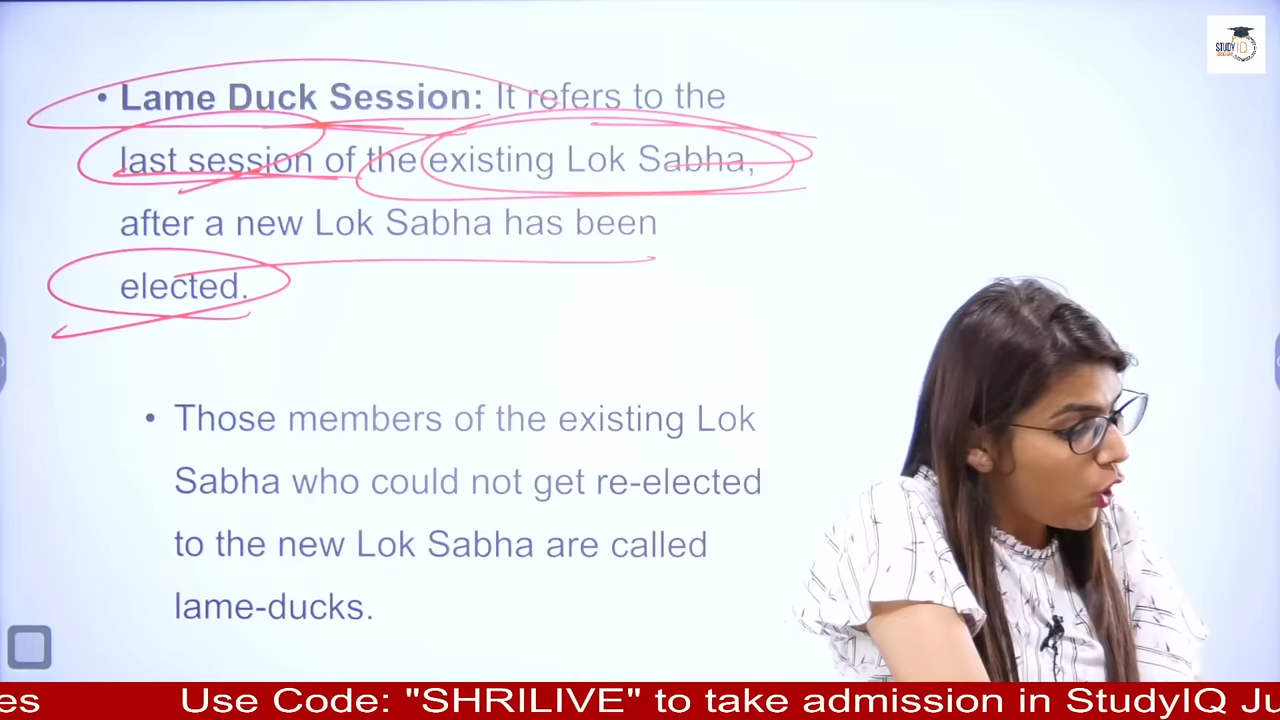 STUDY IQ
• Lame Duck Session: It refers to the
last session of the existing Lok Sabha,
after a new Lok Sabha has been
elected.
• Those members of the existing Lok
Sabha who could not get re-elected
to the new Lok Sabha are called
lame-ducks.
es Use Code: "SHRILIVE" to take admission in StudyIQ Ju